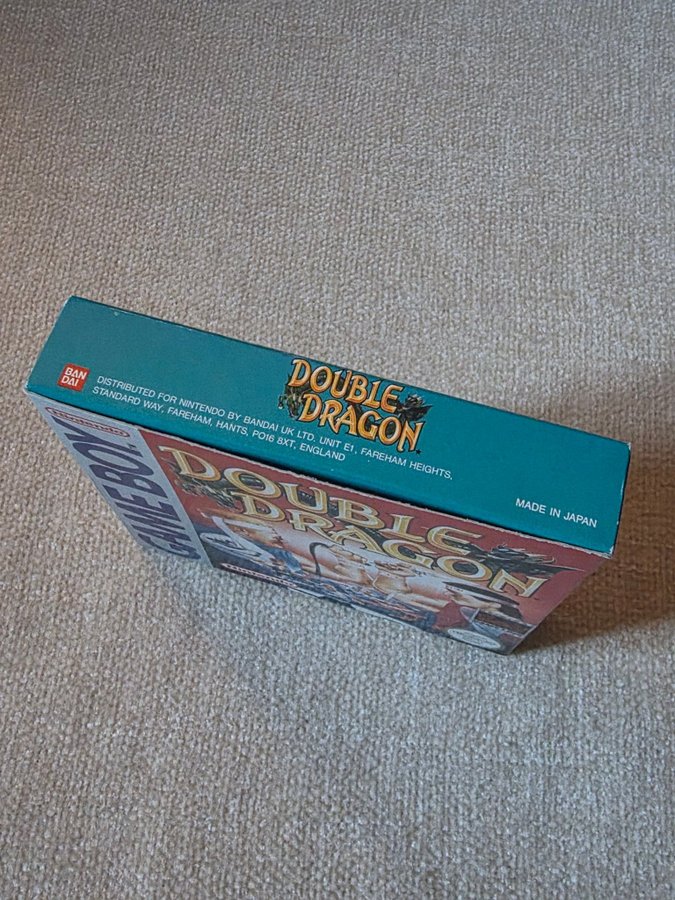 BAN
DAI
DISTRIBUTED FOR NINTENDO BY BANDAI UK LTD, UNIT E1, FAREHAM HEIGHTS,
STANDARD WAY, FAREHAM, HANTS, PO16 8XT, ENGLAND
DOUBLE
DRAGON
MADE IN JAPAN
Nintendo
GAME BOY
DOUBLE
DRAGON